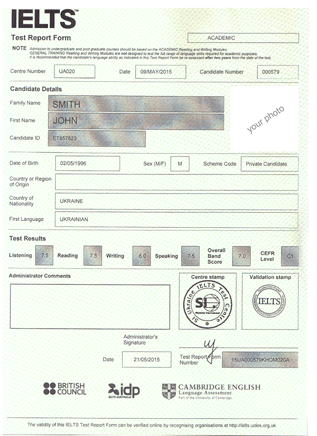 IELTS™
Test Report Form
ACADEMIC
NOTE Admission to undergraduate and post graduate courses should be based on the ACADEMIC Reading and Writing Modules.
GENERAL TRAINING Reading and Writing Modules are not designed to test the full range of language skills required for academic purposes.
It is recommended that the candidate's language ability as indicated in this Test Report Form be re-assessed after two years from the date of the test.
Centre Number UA020 Date 09/MAY/2015 Candidate Number 000579
Candidate Details
Family Name SMITH
First Name JOHN
Candidate ID
your photo
Date of Birth 02/05/1996 Sex (M/F) M Scheme Code Private Candidate
Country or Region
of Origin
Country of
Nationality UKRAINE
First Language UKRAINIAN
Test Results
Listening 7.5 Reading 7.5 Writing 6.0 Speaking 7.5 Overall
Band
Score 7.0 CEFR
Level C1
Administrator Comments
Centre stamp
Validation stamp
IELTS
Administrator's
Signature
Date 21/05/2015 Test Report Form
Number
BRITISH
COUNCIL
idp
IELTS AUSTRALIA
CAMBRIDGE ENGLISH
Language Assessment
Part of the University of Cambridge
The validity of this IELTS Test Report Form can be verified online by recognising organisations at http://ielts.ucles.org.uk